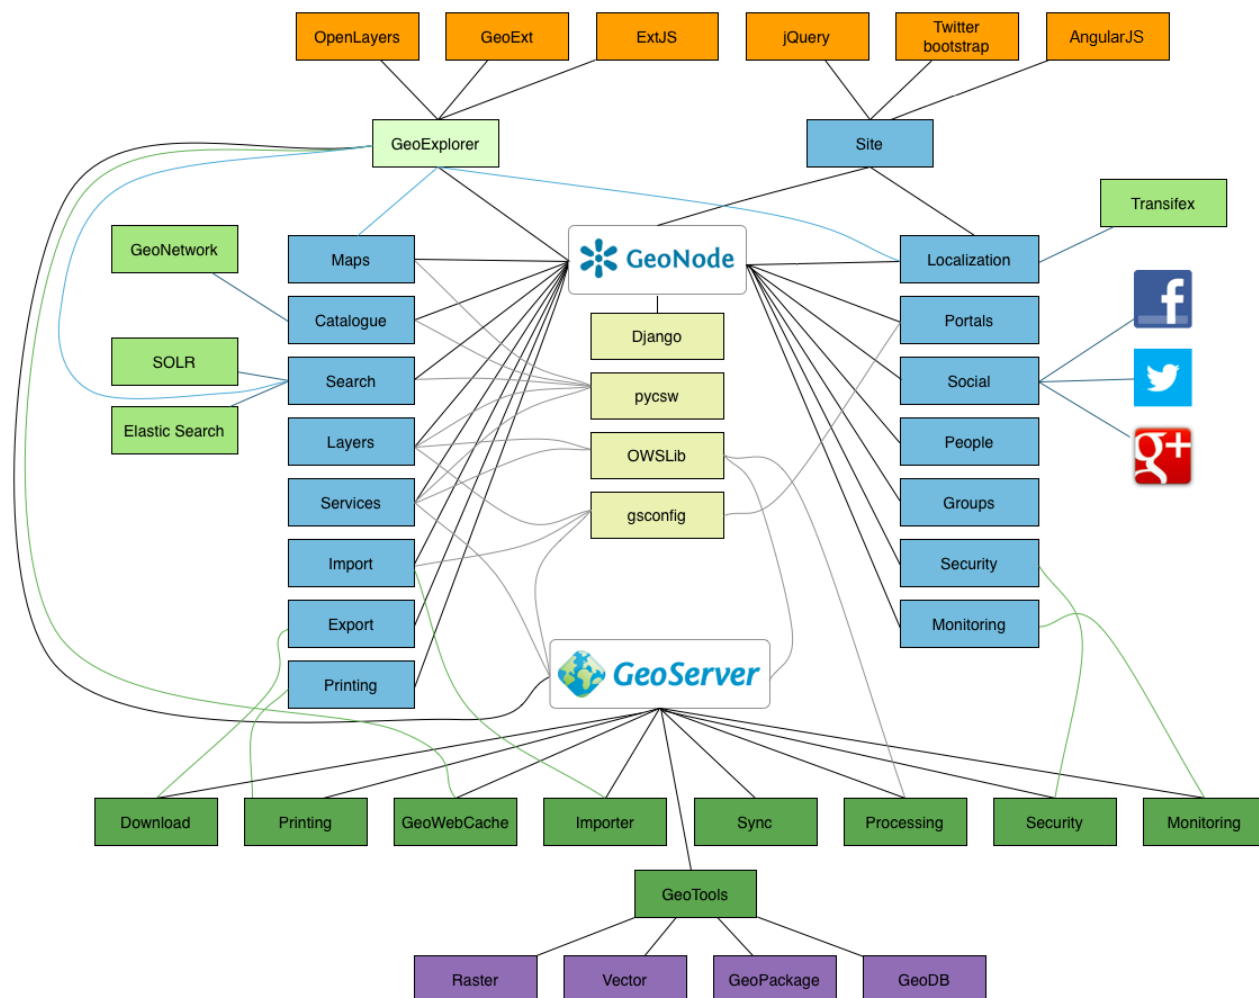 OpenLayers
GeoExt
ExtJS
jQuery
Twitter
bootstrap
AngularJS
GeoExplorer
Site
Transifex
GeoNetwork
Maps
GeoNode
Localization
Catalogue
Django
Portals
f
SOLR
Search
pycsw
Social
Elastic Search
Layers
OWSLib
People
g+
Services
gsconfig
Groups
Import
Security
Export
Monitoring
Printing
GeoServer
Download
Printing
GeoWebCache
Importer
Sync
Processing
Security
Monitoring
GeoTools
Raster
Vector
GeoPackage
GeoDB